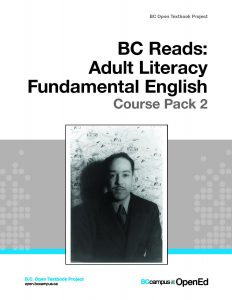 BC Open Textbook Project
BC Reads:
Adult Literacy
Fundamental English
Course Pack 2
B.C. Open Textbook Project
open.bccampus.ca
BCcampus OpenEd